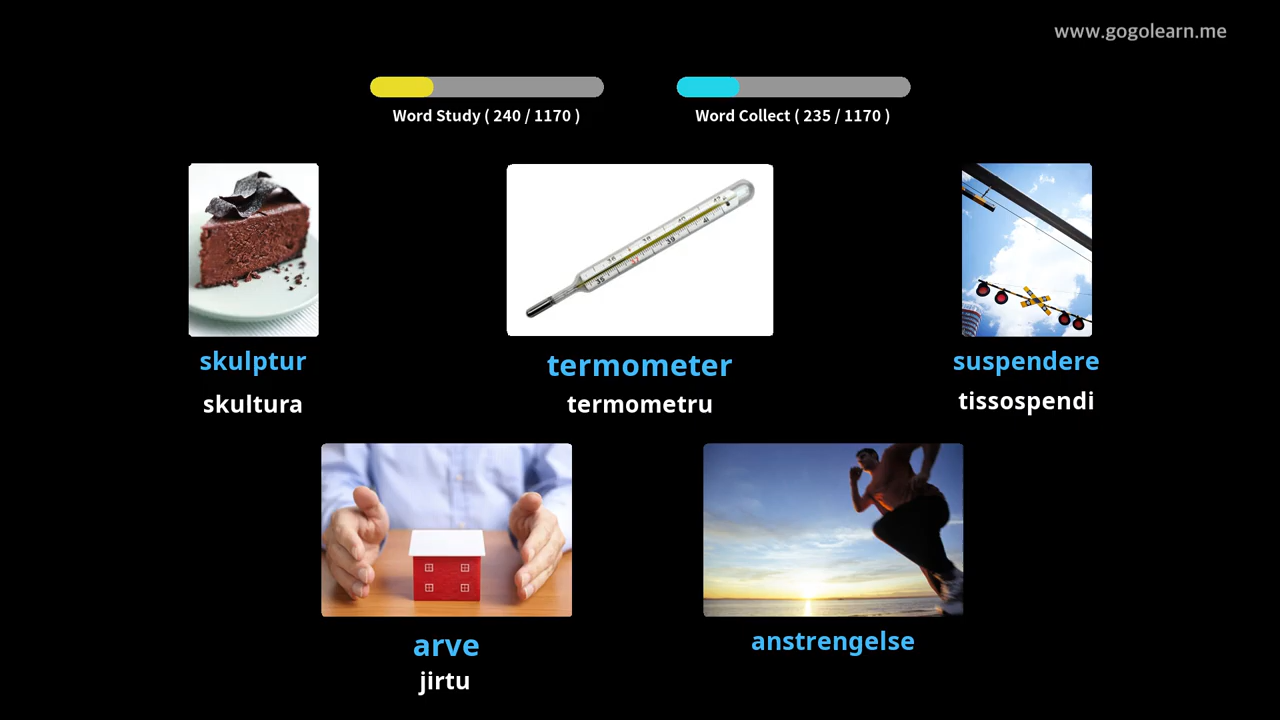 www.gogolearn.me
Word Study ( 240 / 1170 )
Word Collect ( 235 / 1170 )
skulptur
skultura
termometer
termometru
suspendere
tissospendi
arve
jirtu
anstrengelse